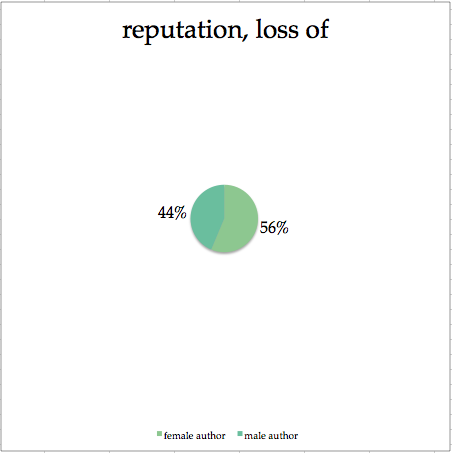 reputation, loss of
44%
56%
female author male author